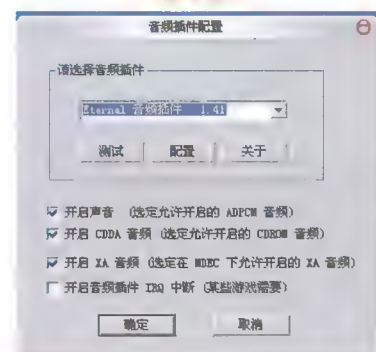 音频插件配置
请选择音频插件
Eternal 音频插件 1.41
测试 配置 关于
开启声音 (选定允许开启的 ADPCM 音频)
开启 CDDA 音频 (选定允许开启的 CDROM 音频)
开启 XA 音频 (选定在 MDEC 下允许开启的 XA 音频)
开启音频插件 IRQ 中断 (某些游戏需要)
确定 取消